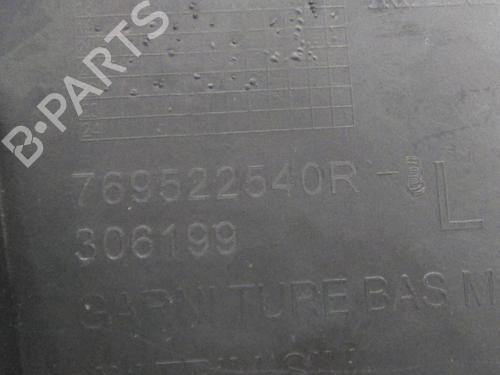 B-PARTS
769522540R - L
306199
GARNITURE BAS M